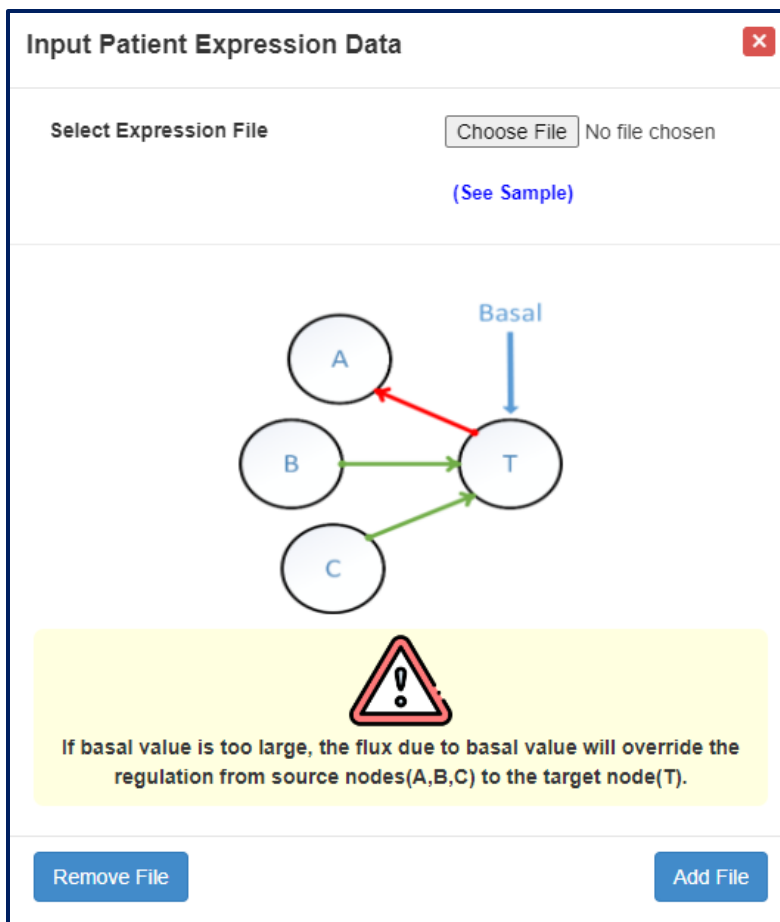 Input Patient Expression Data
×
Select Expression File
Choose File No file chosen
(See Sample)
Basal
A
B
T
C
!
If basal value is too large, the flux due to basal value will override the
regulation from source nodes(A,B,C) to the target node(T).
Remove File
Add File